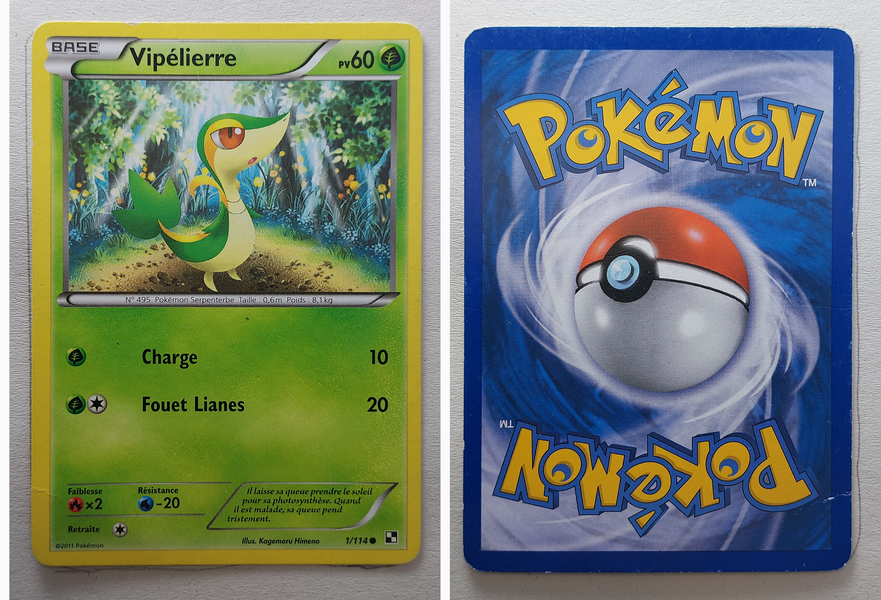 BASE
Vipélierre
PV60
N° 495 Pokémon Serpenterbe Taille : 0,6m Poids : 8,1kg
Charge 10
Fouet Lianes 20
Faiblesse
×2
Résistance
-20
Il laisse sa queue prendre le soleil
pour sa photosynthèse. Quand
il est malade, sa queue pend
tristement.
Retraite
©2011 Pokémon
Illus. Kagemaru Himeno
1/114
POKéMON
TM
TM
POKéMON